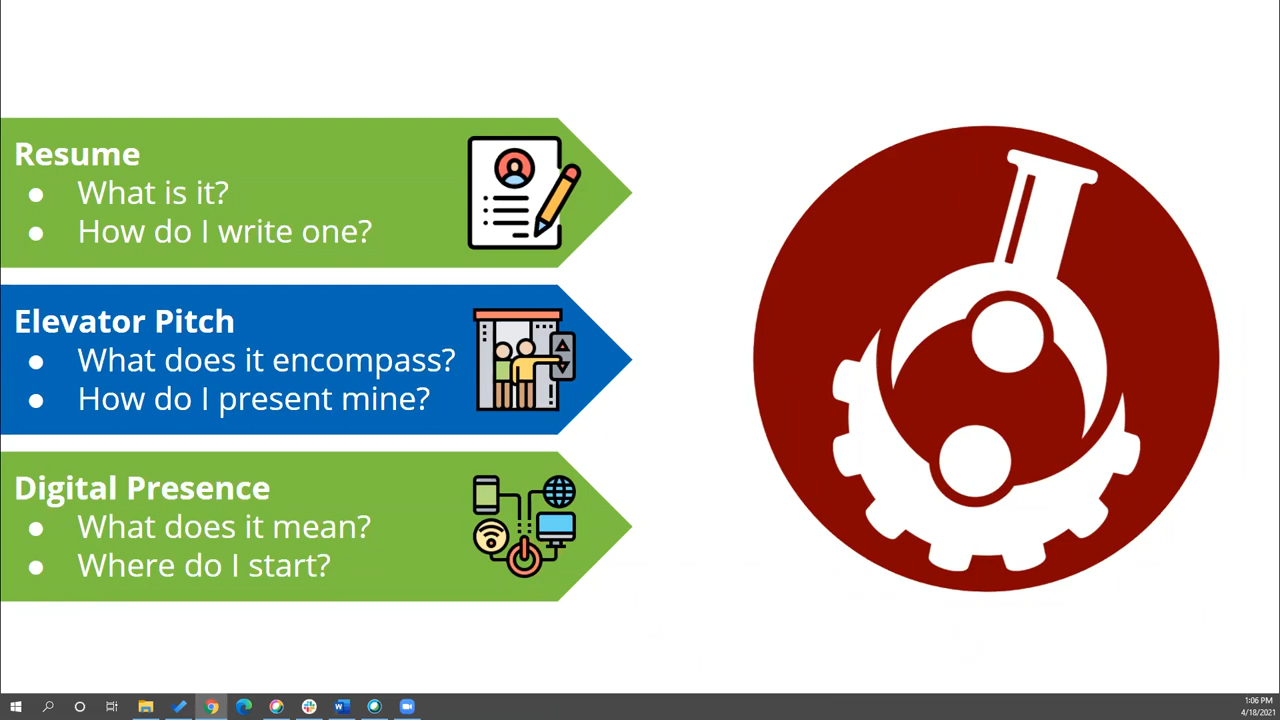 Resume
● What is it?
● How do I write one?
Elevator Pitch
● What does it encompass?
● How do I present mine?
Digital Presence
● What does it mean?
● Where do I start?
1:06 PM
4/18/2021